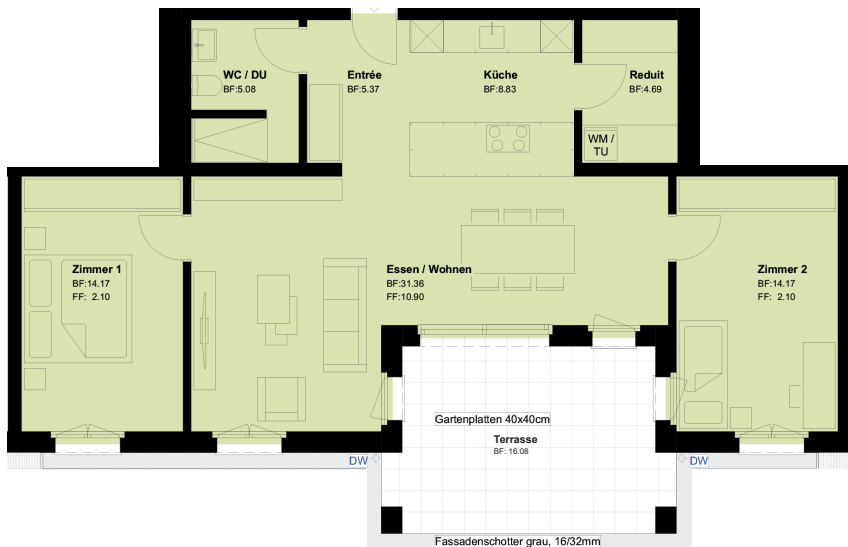 WC / DU
BF:5.08
Entrée
BF:5.37
Küche
BF:8.83
Reduit
BF:4.69
WM /
TU
Zimmer 1
BF:14.17
FF: 2.10
Essen / Wohnen
BF:31.36
FF:10.90
Zimmer 2
BF:14.17
FF: 2.10
Gartenplatten 40x40cm
Terrasse
BF: 16.08
DW
DW
Fassadenschotter grau, 16/32mm